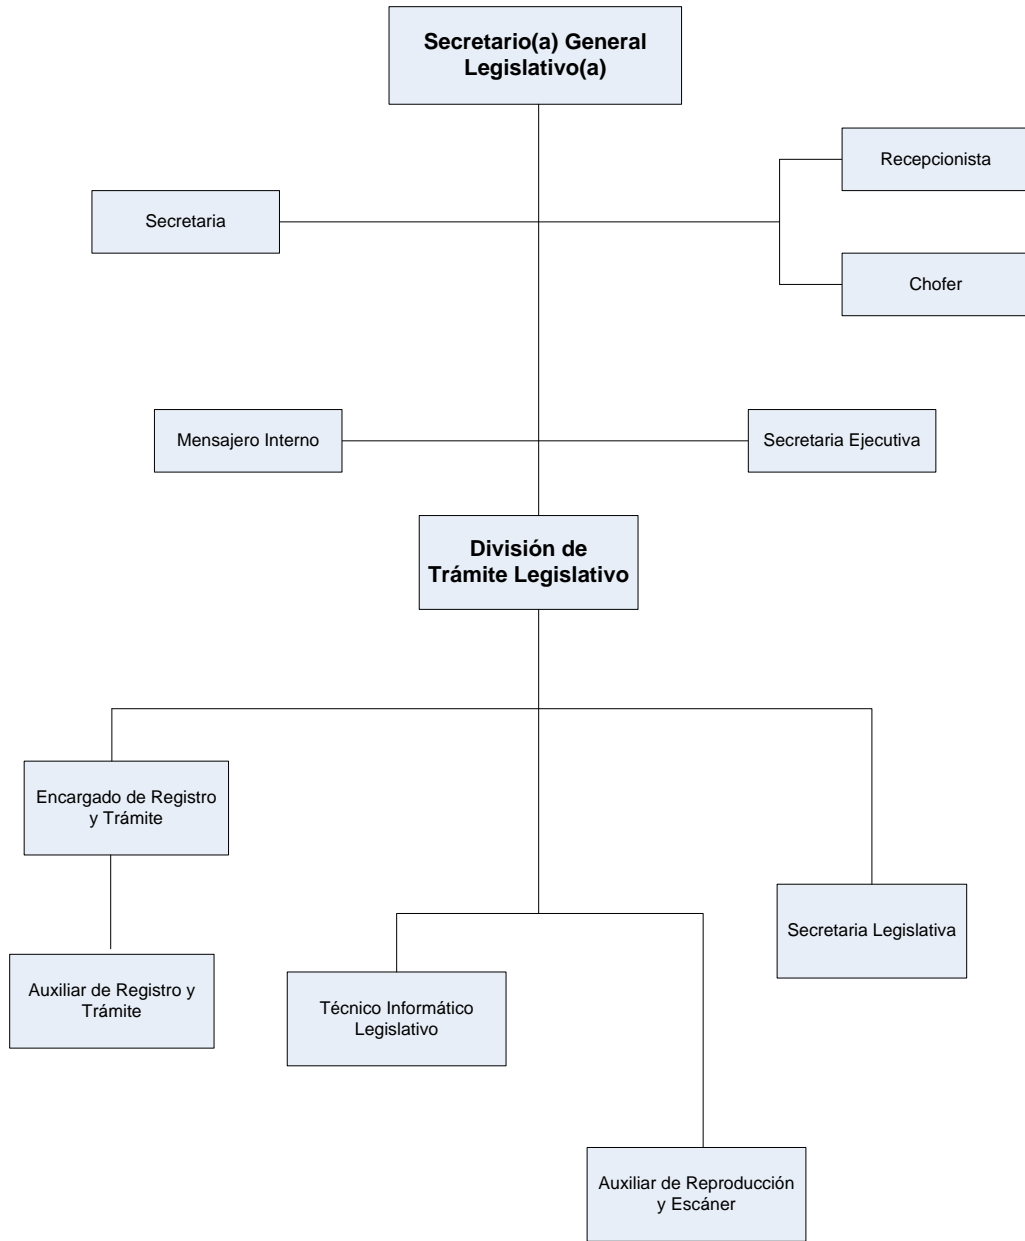 Secretario(a) General
Legislativo(a)
Recepcionista
Secretaria
Chofer
Mensajero Interno
Secretaria Ejecutiva
División de
Trámite Legislativo
Encargado de Registro
y Trámite
Secretaria Legislativa
Auxiliar de Registro y
Trámite
Técnico Informático
Legislativo
Auxiliar de Reproducción
y Escáner